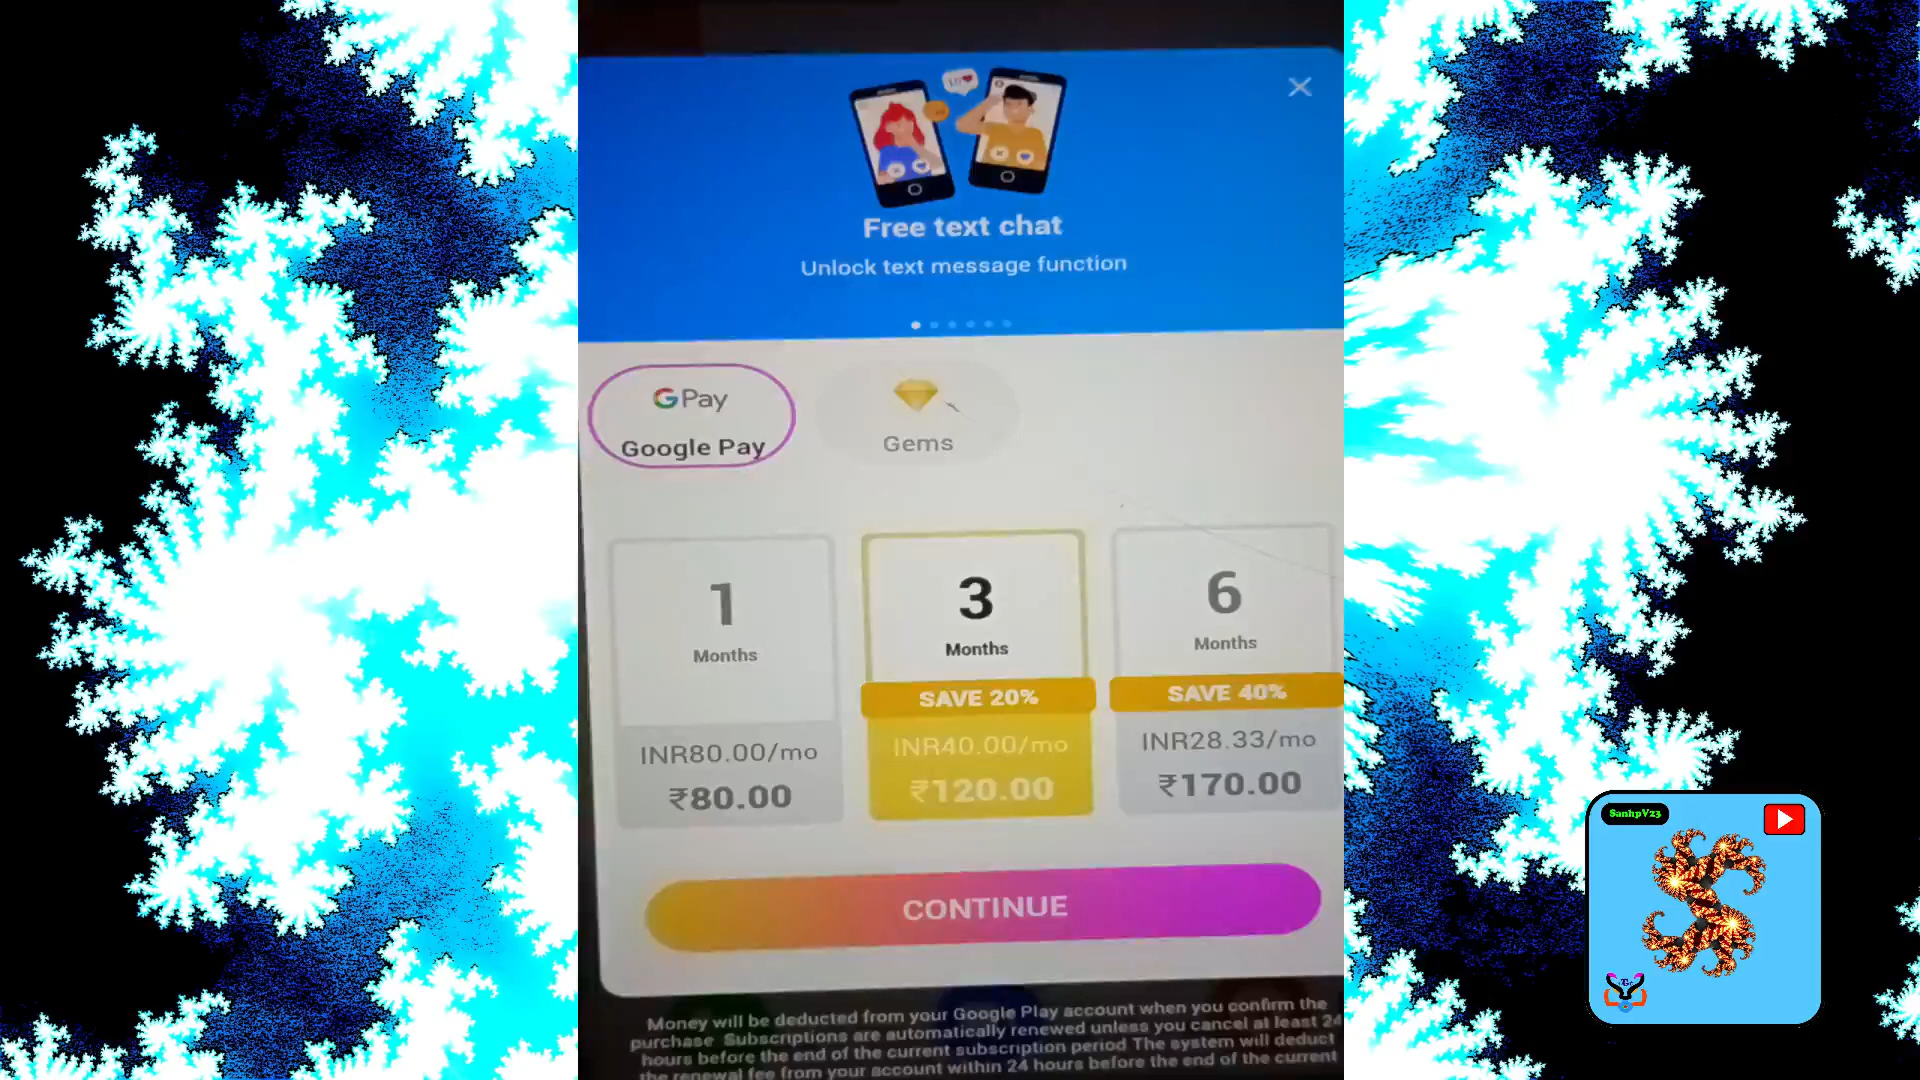 Free text chat
Unlock text message function
G Pay
Google Pay
Gems
1
Months
INR80.00/mo
₹80.00
3
Months
SAVE 20%
INR40.00/mo
₹120.00
6
Months
SAVE 40%
INR28.33/mo
₹170.00
CONTINUE
Money will be deducted from your Google Play account when you confirm the
purchase Subscriptions are automatically renewed unless you cancel at least 24
hours before the end of the current subscription period The system will deduct
the renewal fee from your account within 24 hours before the end of the current
SanhpV23